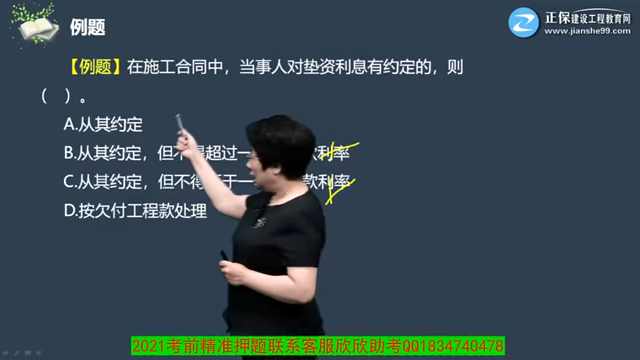 例题
正保建设工程教育网
www.jianshe99.com
【例题】在施工合同中，当事人对垫资利息有约定的，则
（ ）。
A.从其约定
B.从其约定，但不得超过一 款利率
C.从其约定，但不得 于一 款利率
D.按欠付工程款处理
2021考前精准押题联系客服欣欣助考QQ1834740478